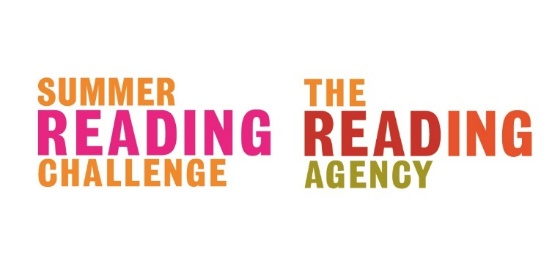 SUMMER
READING
CHALLENGE
THE
READING
AGENCY